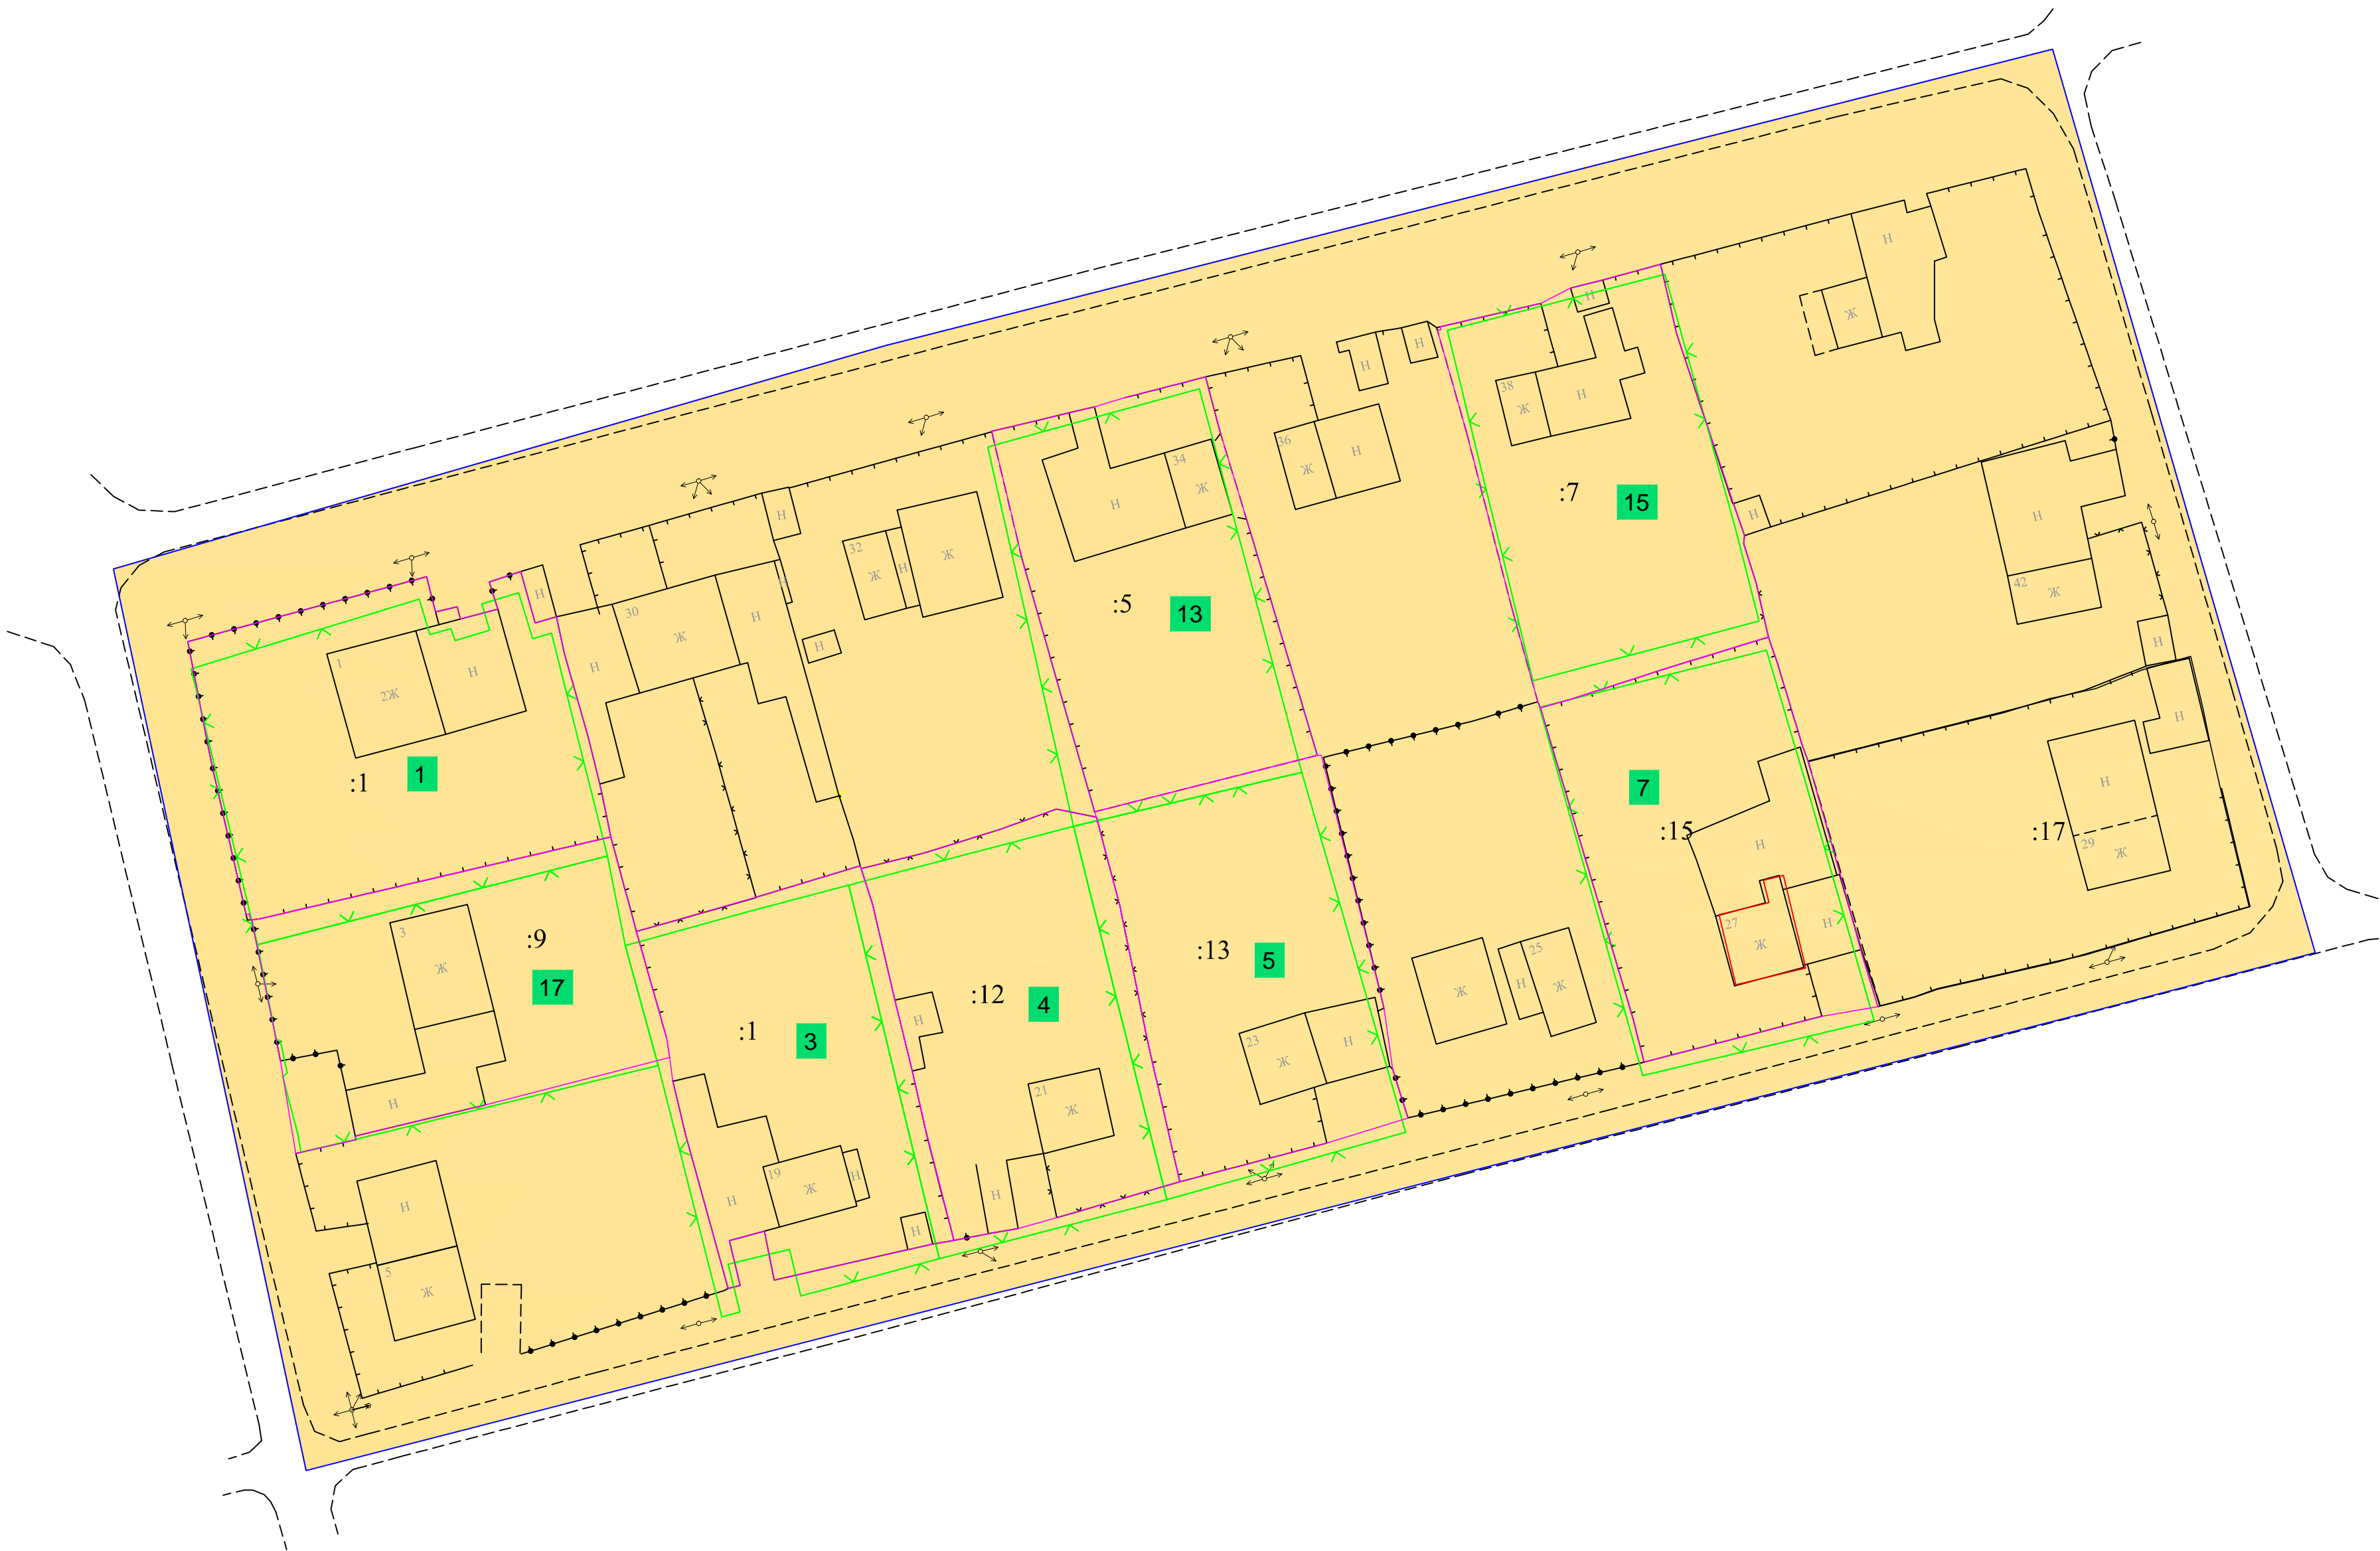 Н
Ж
Н
Н
38
Ж
Н
Н
Н
36
Ж
Н
:7
15
Н
Н
42
Ж
Н
34
Ж
Н
:5
13
32
Ж
Н
Ж
Н
Н
Н
30
Ж
Н
Н
Н
1
2Ж
Н
:1
1
Н
Н
29
Ж
:17
7
:15
Н
27
Ж
Н
3
Ж
Н
:9
17
:1
3
:12
4
:13
5
Ж
Н
25
Ж
23
Ж
Н
Н
21
Ж
Н
19
Ж
Н
Н
Н
Н
5
Ж